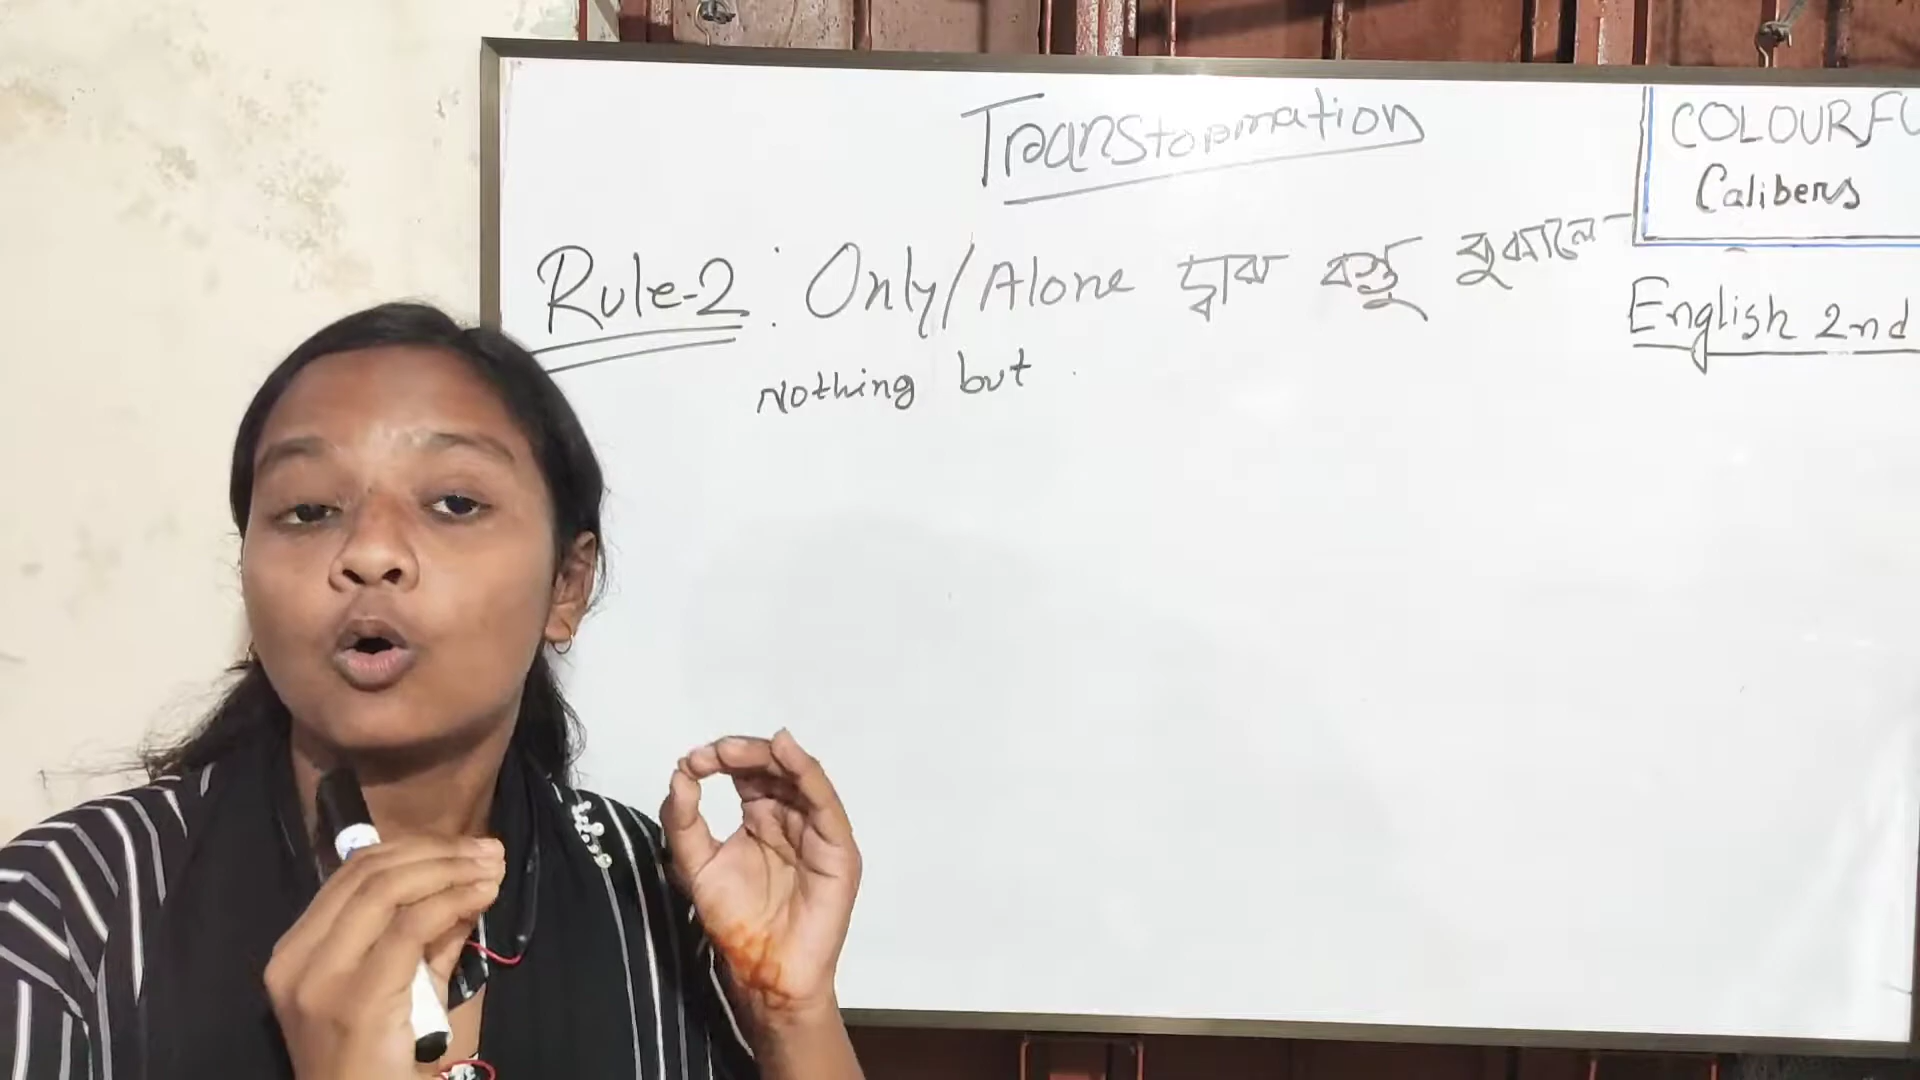 Transformation
COLOURFU
Calibers
Rule-2 : Only/Alone দ্বারা বস্তু বুঝালে-
English 2nd
Nothing but